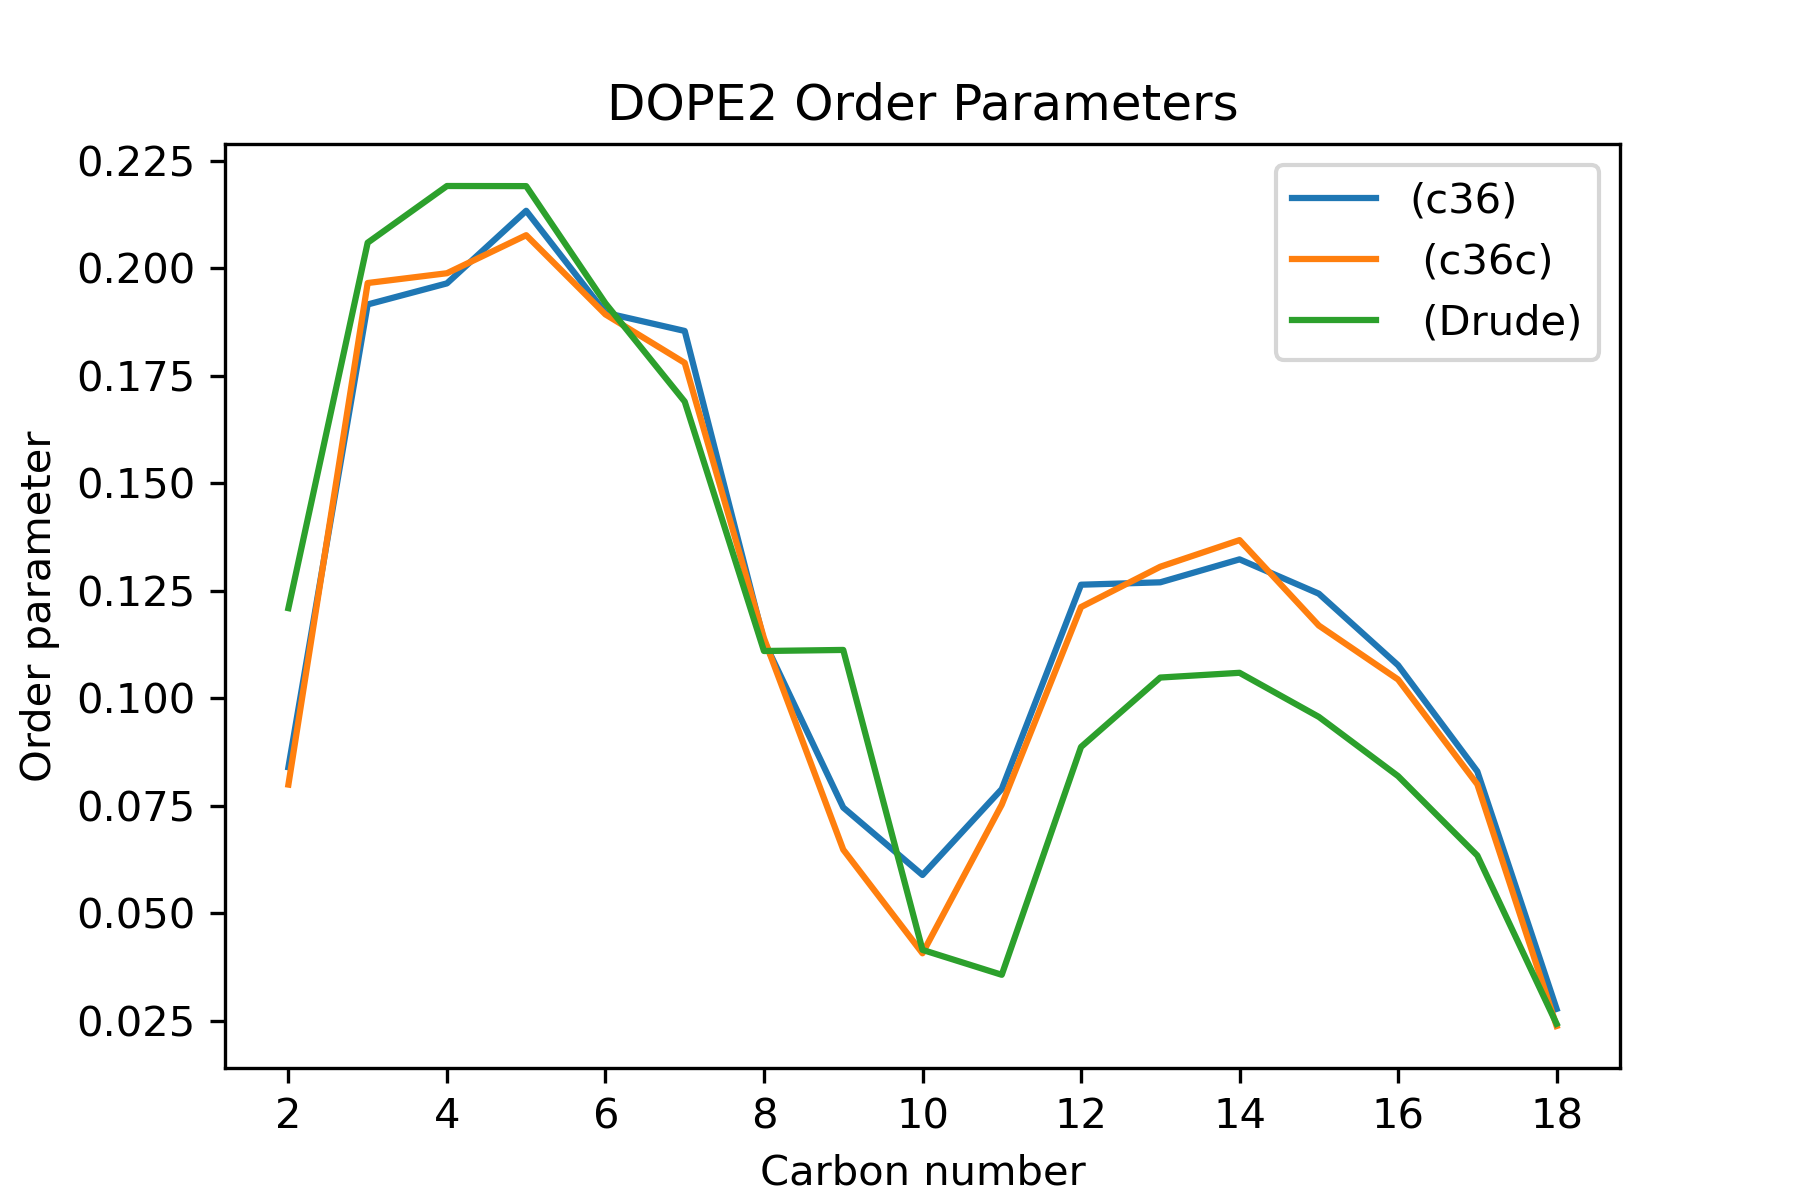 DOPE2 Order Parameters
0.225
0.200
0.175
0.150
0.125
0.100
0.075
0.050
0.025
Order parameter
(c36)
(c36c)
(Drude)
2 4 6 8 10 12 14 16 18
Carbon number